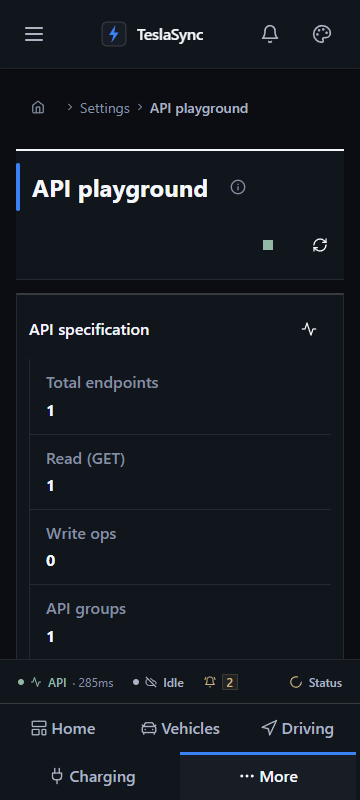 TeslaSync
Settings
API playground
API playground
API specification
Total endpoints
1
Read (GET)
1
Write ops
0
API groups
1
API · 285ms
Idle
2
Status
Home
Vehicles
Driving
Charging
More